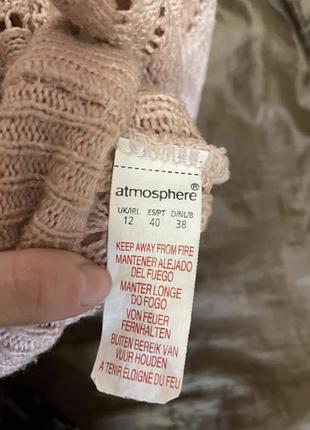 atmosphere®
UK/IRL ES/PT D/NL/B
12 40 38
KEEP AWAY FROM FIRE
MANTENER ALEJADO
DEL FUEGO
MANTER LONGE
DO FOGO
VON FEUER
FERNHALTEN
BUITEN BEREIK VAN
VUUR HOUDEN
A TENIR ÉLOIGNÉ DU FEU